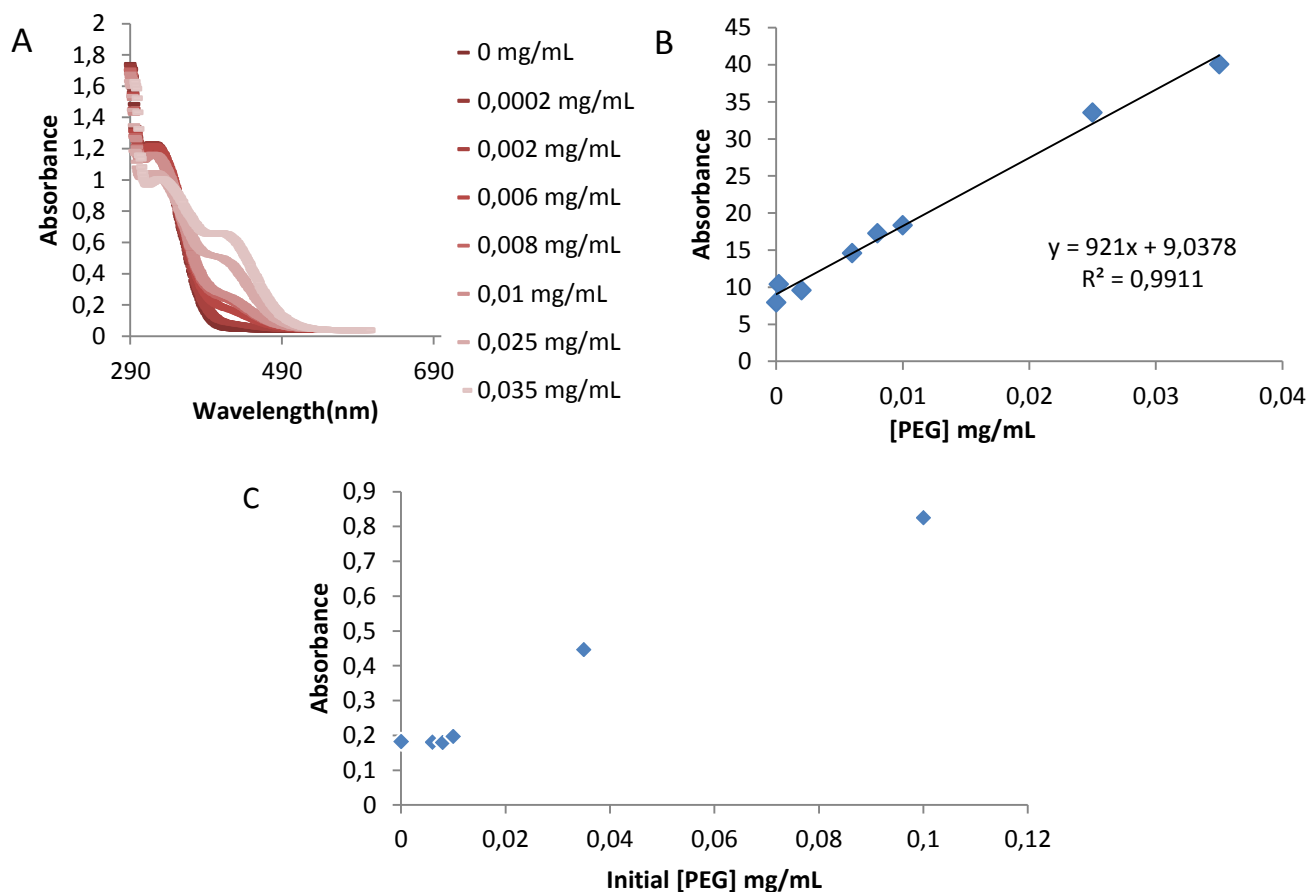 A
Absorbance
2
1,8
1,6
1,4
1,2
1
0,8
0,6
0,4
0,2
0
290
490
690
Wavelength(nm)
0 mg/mL
0,0002 mg/mL
0,002 mg/mL
0,006 mg/mL
0,008 mg/mL
0,01 mg/mL
0,025 mg/mL
0,035 mg/mL
B
Absorbance
45
40
35
30
25
20
15
10
5
0
y = 921x + 9,0378
R² = 0,9911
0
0,01
0,02
0,03
0,04
[PEG] mg/mL
C
Absorbance
0,9
0,8
0,7
0,6
0,5
0,4
0,3
0,2
0,1
0
0
0,02
0,04
0,06
0,08
0,1
0,12
Initial [PEG] mg/mL